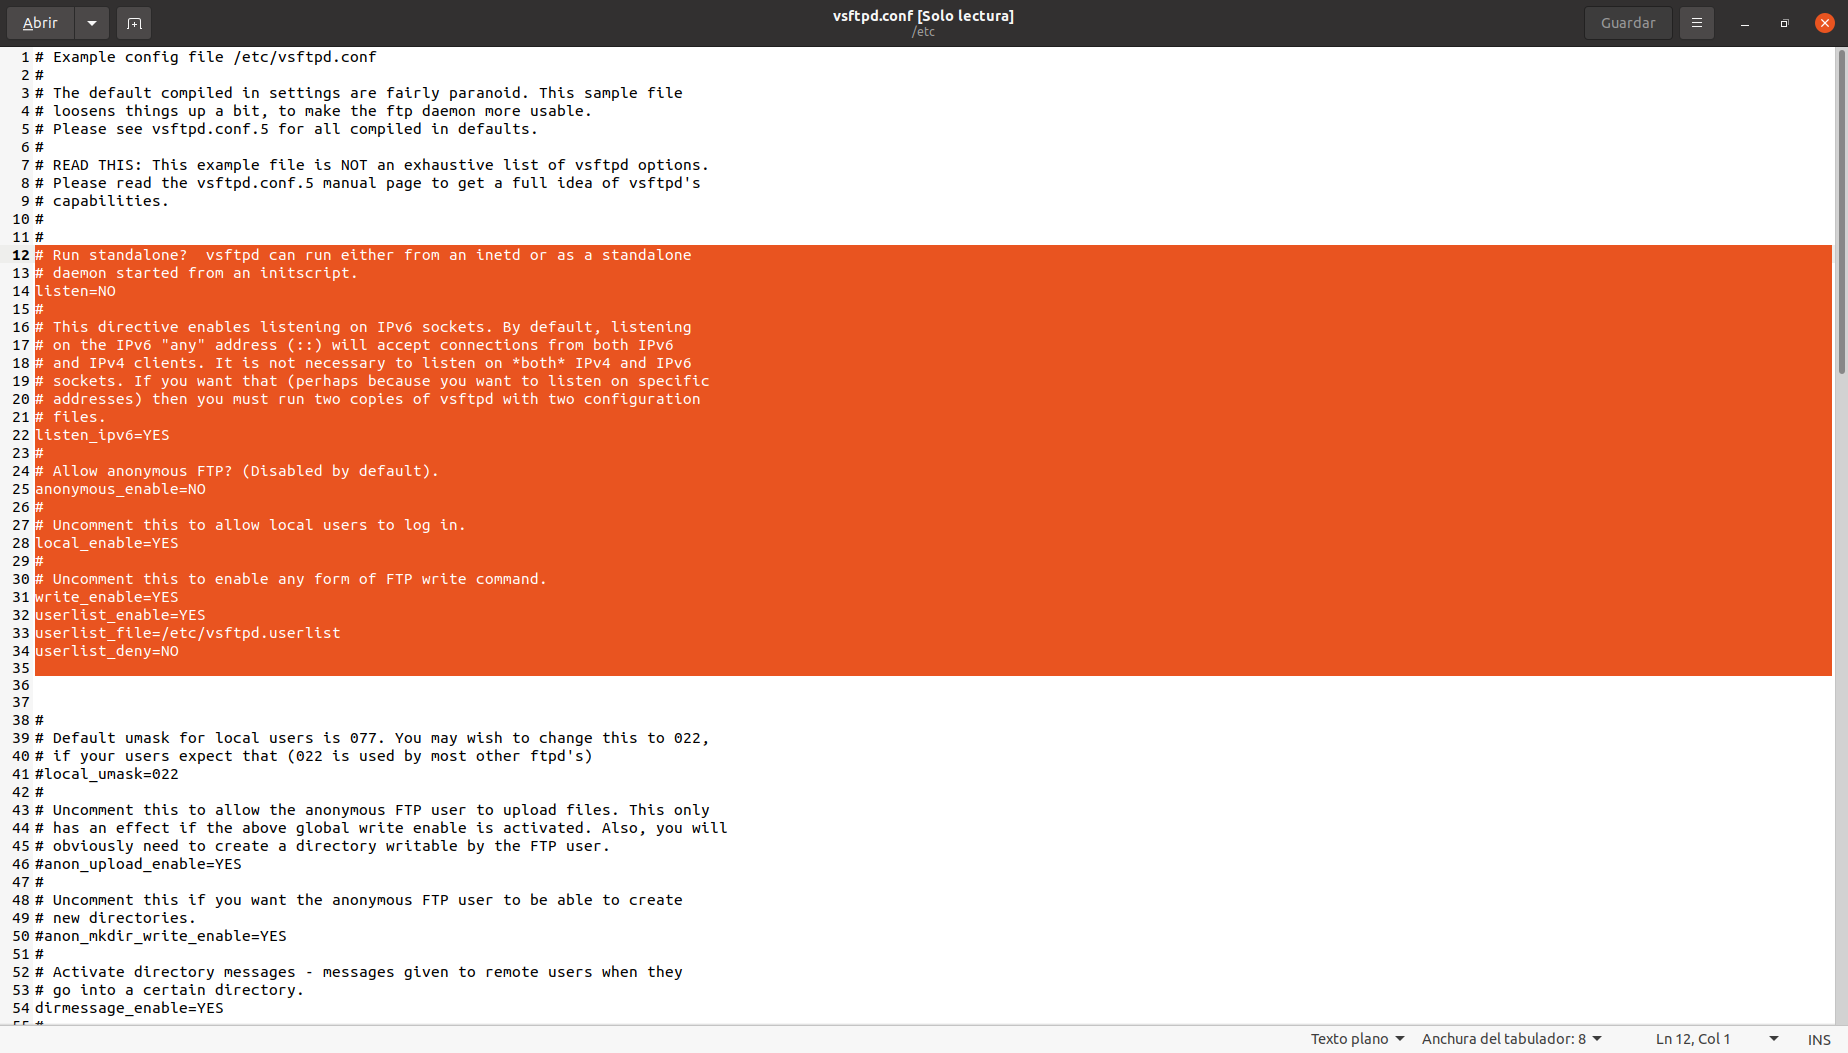 Abrir
vsftpd.conf [Solo lectura]
/etc
Guardar
1 # Example config file /etc/vsftpd.conf
2 #
3 # The default compiled in settings are fairly paranoid. This sample file
4 # loosens things up a bit, to make the ftp daemon more usable.
5 # Please see vsftpd.conf.5 for all compiled in defaults.
6 #
7 # READ THIS: This example file is NOT an exhaustive list of vsftpd options.
8 # Please read the vsftpd.conf.5 manual page to get a full idea of vsftpd's
9 # capabilities.
10 #
11 #
12 # Run standalone?  vsftpd can run either from an inetd or as a standalone
13 # daemon started from an initscript.
14 listen=NO
15 #
16 # This directive enables listening on IPv6 sockets. By default, listening
17 # on the IPv6 "any" address (::) will accept connections from both IPv6
18 # and IPv4 clients. It is not necessary to listen on *both* IPv4 and IPv6
19 # sockets. If you want that (perhaps because you want to listen on specific
20 # addresses) then you must run two copies of vsftpd with two configuration
21 # files.
22 listen_ipv6=YES
23 #
24 # Allow anonymous FTP? (Disabled by default).
25 anonymous_enable=NO
26 #
27 # Uncomment this to allow local users to log in.
28 local_enable=YES
29 #
30 # Uncomment this to enable any form of FTP write command.
31 write_enable=YES
32 userlist_enable=YES
33 userlist_file=/etc/vsftpd.userlist
34 userlist_deny=NO
35
36
37
38 #
39 # Default umask for local users is 077. You may wish to change this to 022,
40 # if your users expect that (022 is used by most other ftpd's)
41 #local_umask=022
42 #
43 # Uncomment this to allow the anonymous FTP user to upload files. This only
44 # has an effect if the above global write enable is activated. Also, you will
45 # obviously need to create a directory writable by the FTP user.
46 #anon_upload_enable=YES
47 #
48 # Uncomment this if you want the anonymous FTP user to be able to create
49 # new directories.
50 #anon_mkdir_write_enable=YES
51 #
52 # Activate directory messages - messages given to remote users when they
53 # go into a certain directory.
54 dirmessage_enable=YES
55 #
Texto plano
Anchura del tabulador: 8
Ln 12, Col 1
INS